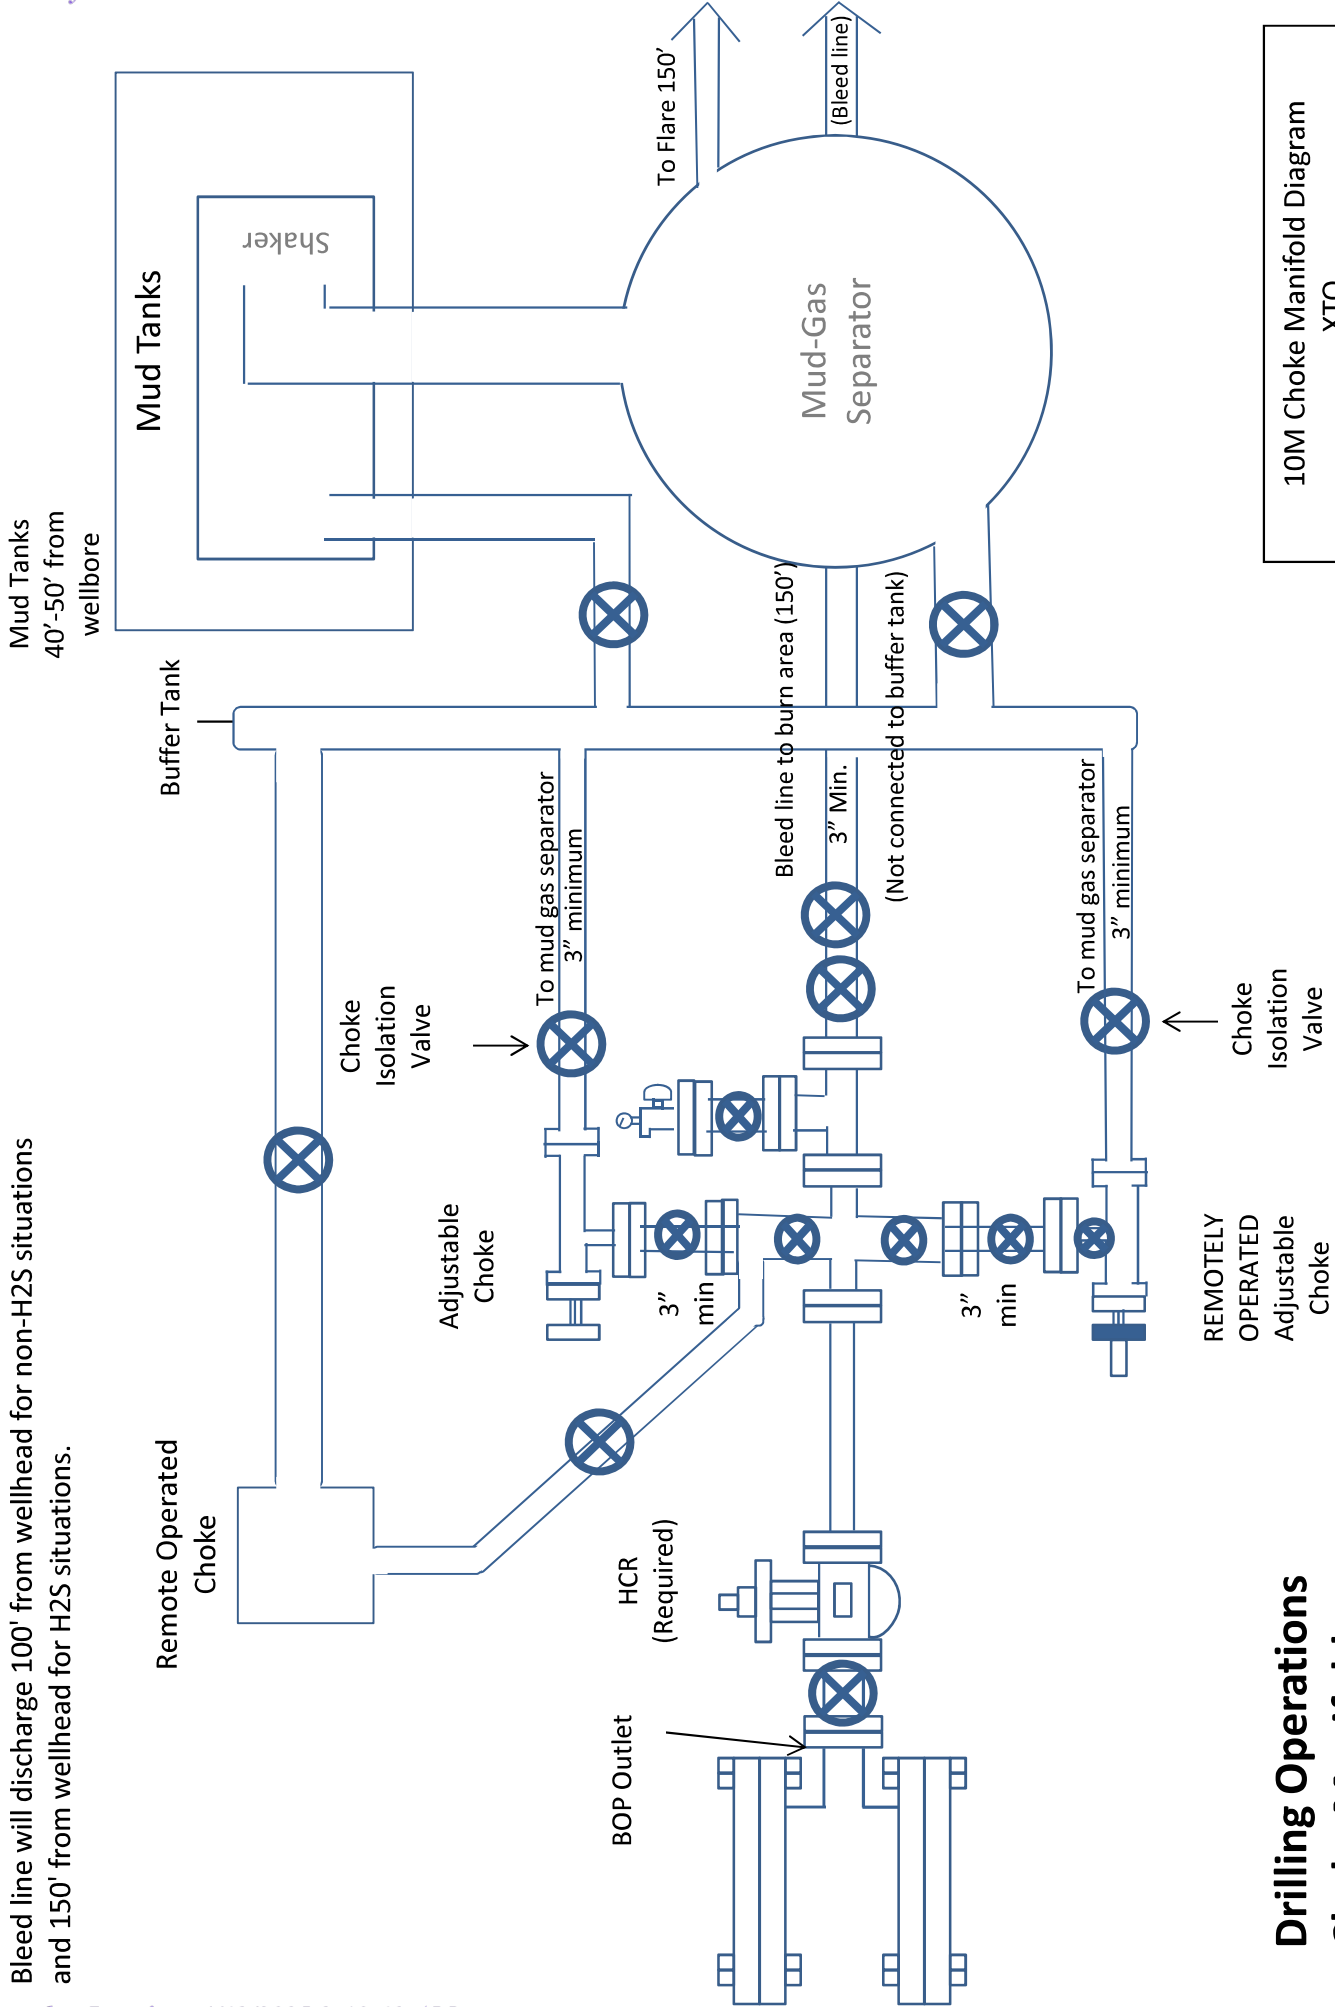 Bleed line will discharge 100' from wellhead for non-H2S situations
and 150' from wellhead for H2S situations.
Mud Tanks
40’-50’ from
wellbore
Mud Tanks
Shaker
Buffer Tank
Remote Operated
Choke
Choke
Isolation
Valve
Adjustable
Choke
To mud gas separator
3” minimum
To Flare 150’
(Bleed line)
Mud-Gas
Separator
BOP Outlet
HCR
(Required)
3”
min
Bleed line to burn area (150’)
3” Min.
(Not connected to buffer tank)
3”
min
To mud gas separator
3” minimum
REMOTELY
OPERATED
Adjustable
Choke
Choke
Isolation
Valve
Drilling Operations
10M Choke Manifold Diagram
XTO